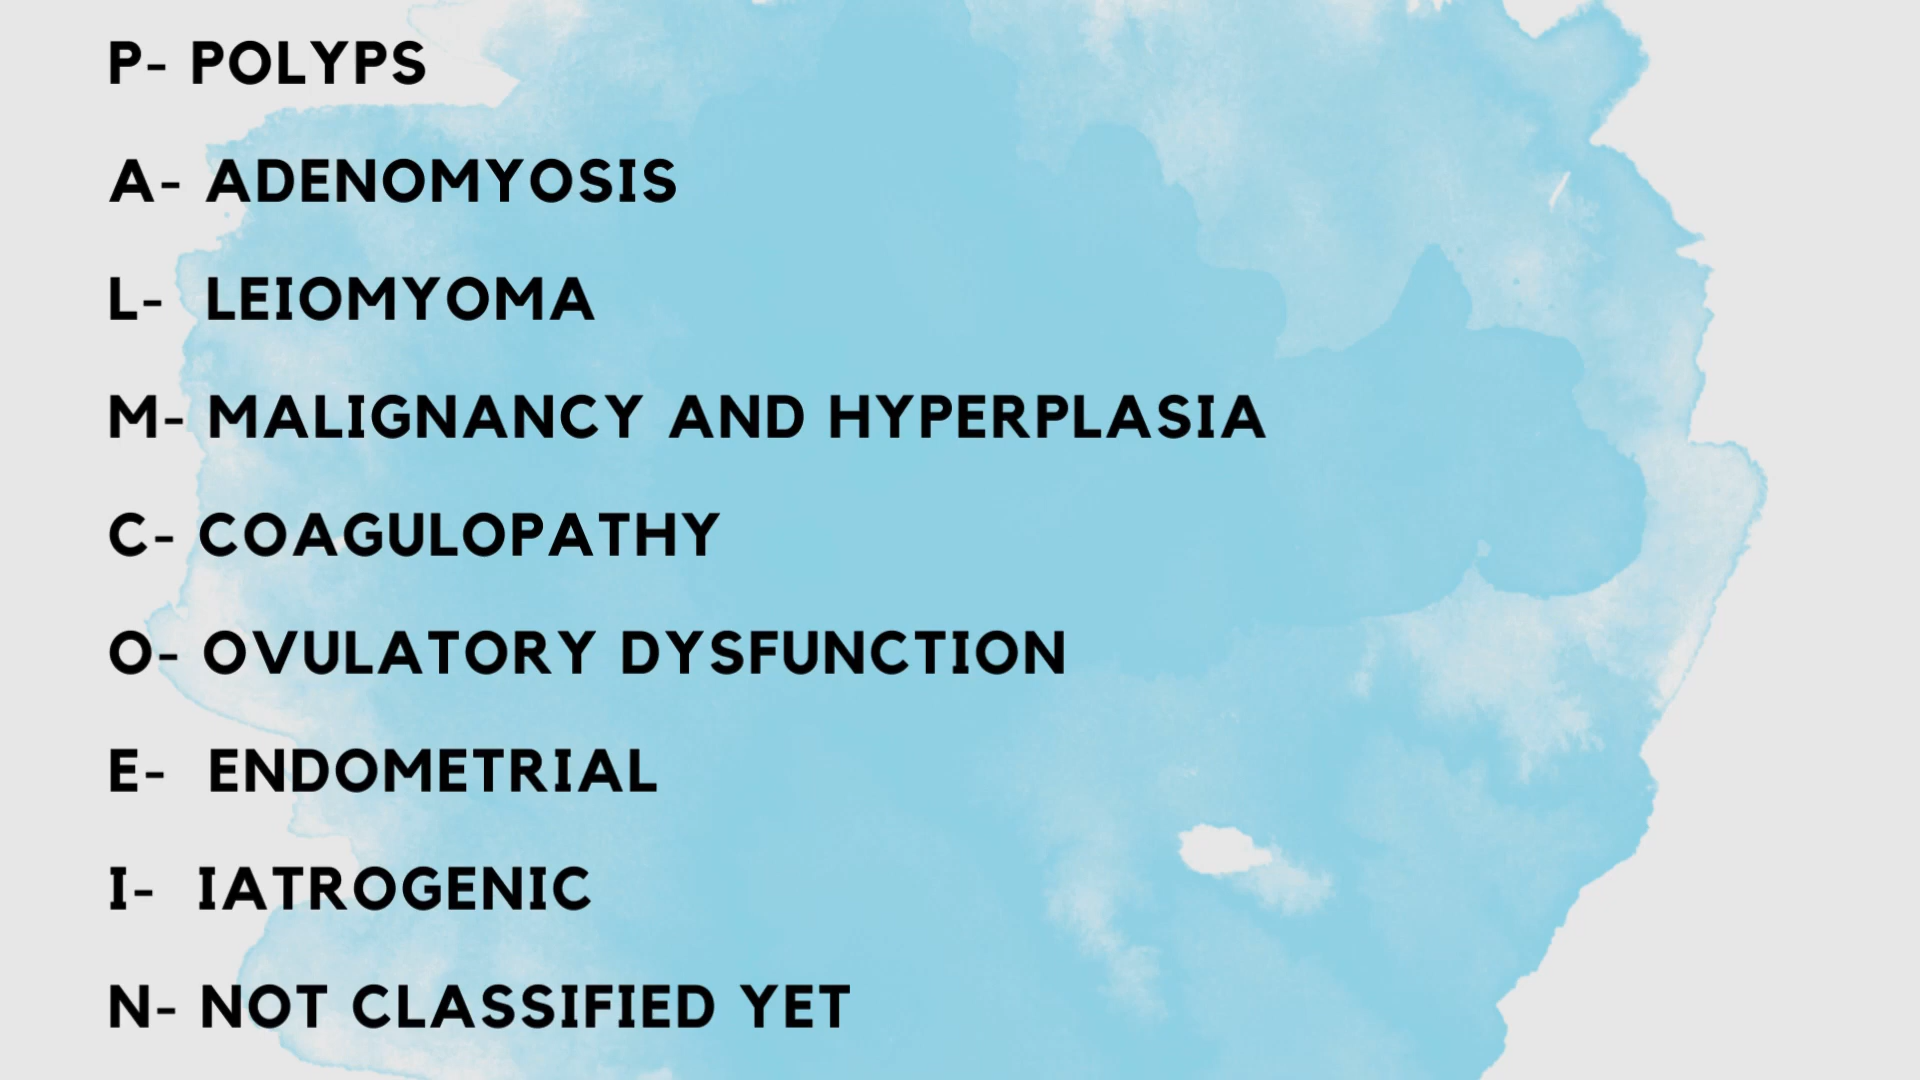 P- POLYPS
A- ADENOMYOSIS
L- LEIOMYOMA
M- MALIGNANCY AND HYPERPLASIA
C- COAGULOPATHY
O- OVULATORY DYSFUNCTION
E- ENDOMETRIAL
I- IATROGENIC
N- NOT CLASSIFIED YET